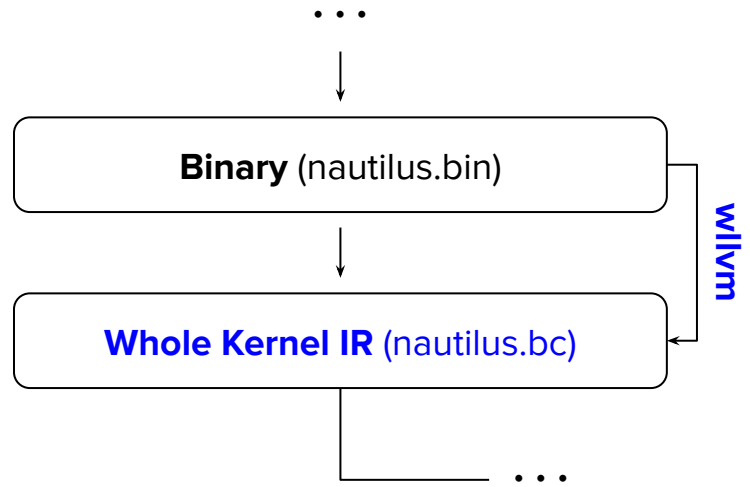 ...
Binary (nautilus.bin)
wllvm
Whole Kernel IR (nautilus.bc)
...